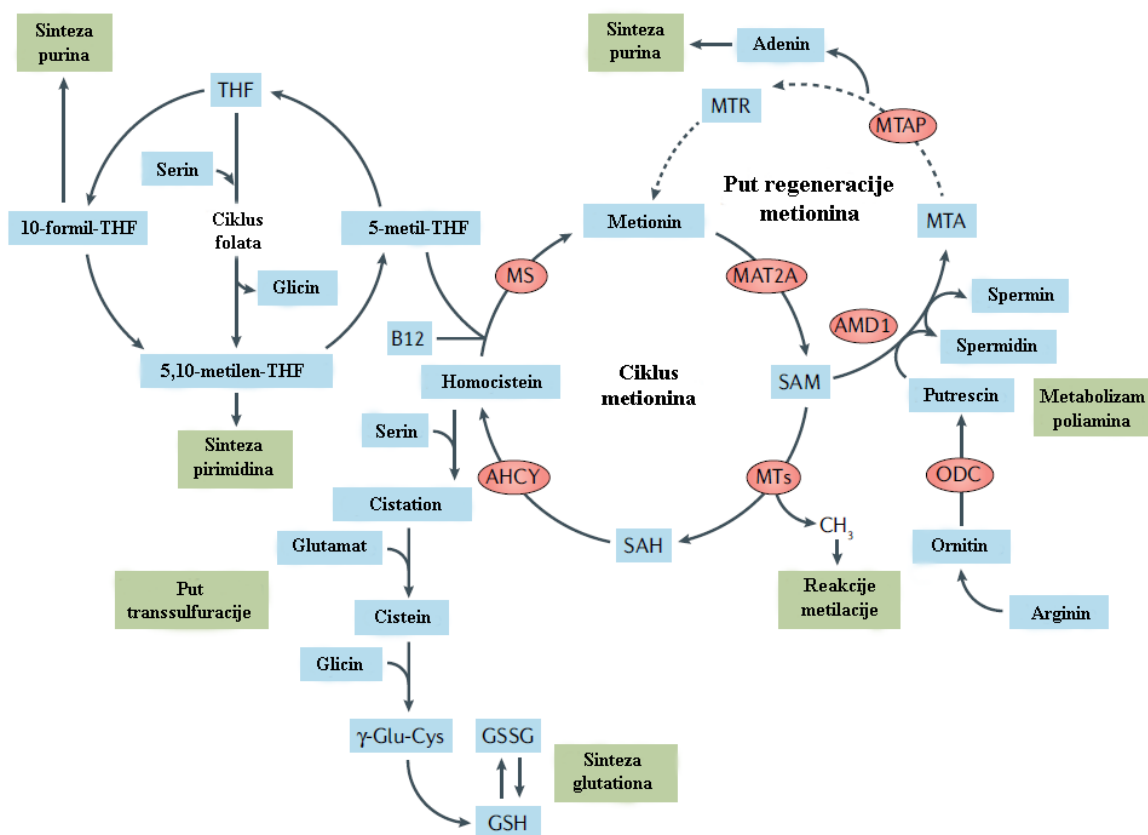 Sinteza
purina
THF
Serin
10-formil-THF
Ciklus
folata
5-metil-THF
Glicin
5,10-metilen-THF
Sinteza
pirimidina
Sinteza
purina
Adenin
MTR
MTAP
Put regeneracije
metionina
Metionin
MTA
MS
MAT2A
AMD1
Spermin
Spermidin
B12
Homocistein
Ciklus
metionina
SAM
Putrescin
Metabolizam
poliamina
Serin
AHCY
MTs
ODC
Cistation
SAH
CH₃
Ornitin
Glutamat
Put
transsulfuracije
Reakcije
metilacije
Cistein
Arginin
Glicin
γ-Glu-Cys
GSSG
Sinteza
glutationa
GSH